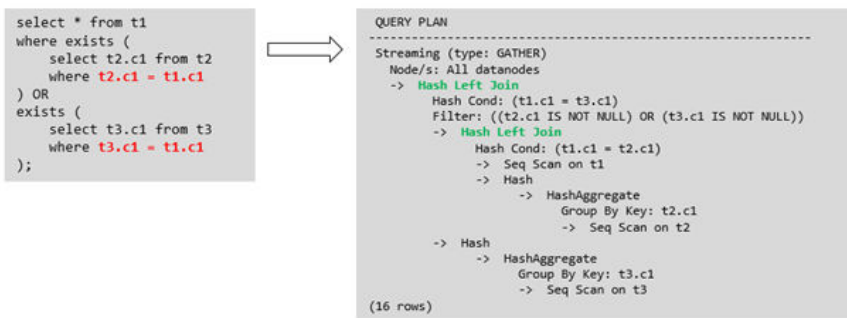 select * from t1
where exists (
select t2.c1 from t2
where t2.c1 = t1.c1
) OR
exists (
select t3.c1 from t3
where t3.c1 = t1.c1
);
QUERY PLAN
--------------------------------------------------------------
Streaming (type: GATHER)
Node/s: All datanodes
-> Hash Left Join
Hash Cond: (t1.c1 = t3.c1)
Filter: ((t2.c1 IS NOT NULL) OR (t3.c1 IS NOT NULL))
-> Hash Left Join
Hash Cond: (t1.c1 = t2.c1)
-> Seq Scan on t1
-> Hash
-> HashAggregate
Group By Key: t2.c1
-> Seq Scan on t2
-> Hash
-> HashAggregate
Group By Key: t3.c1
-> Seq Scan on t3
(16 rows)